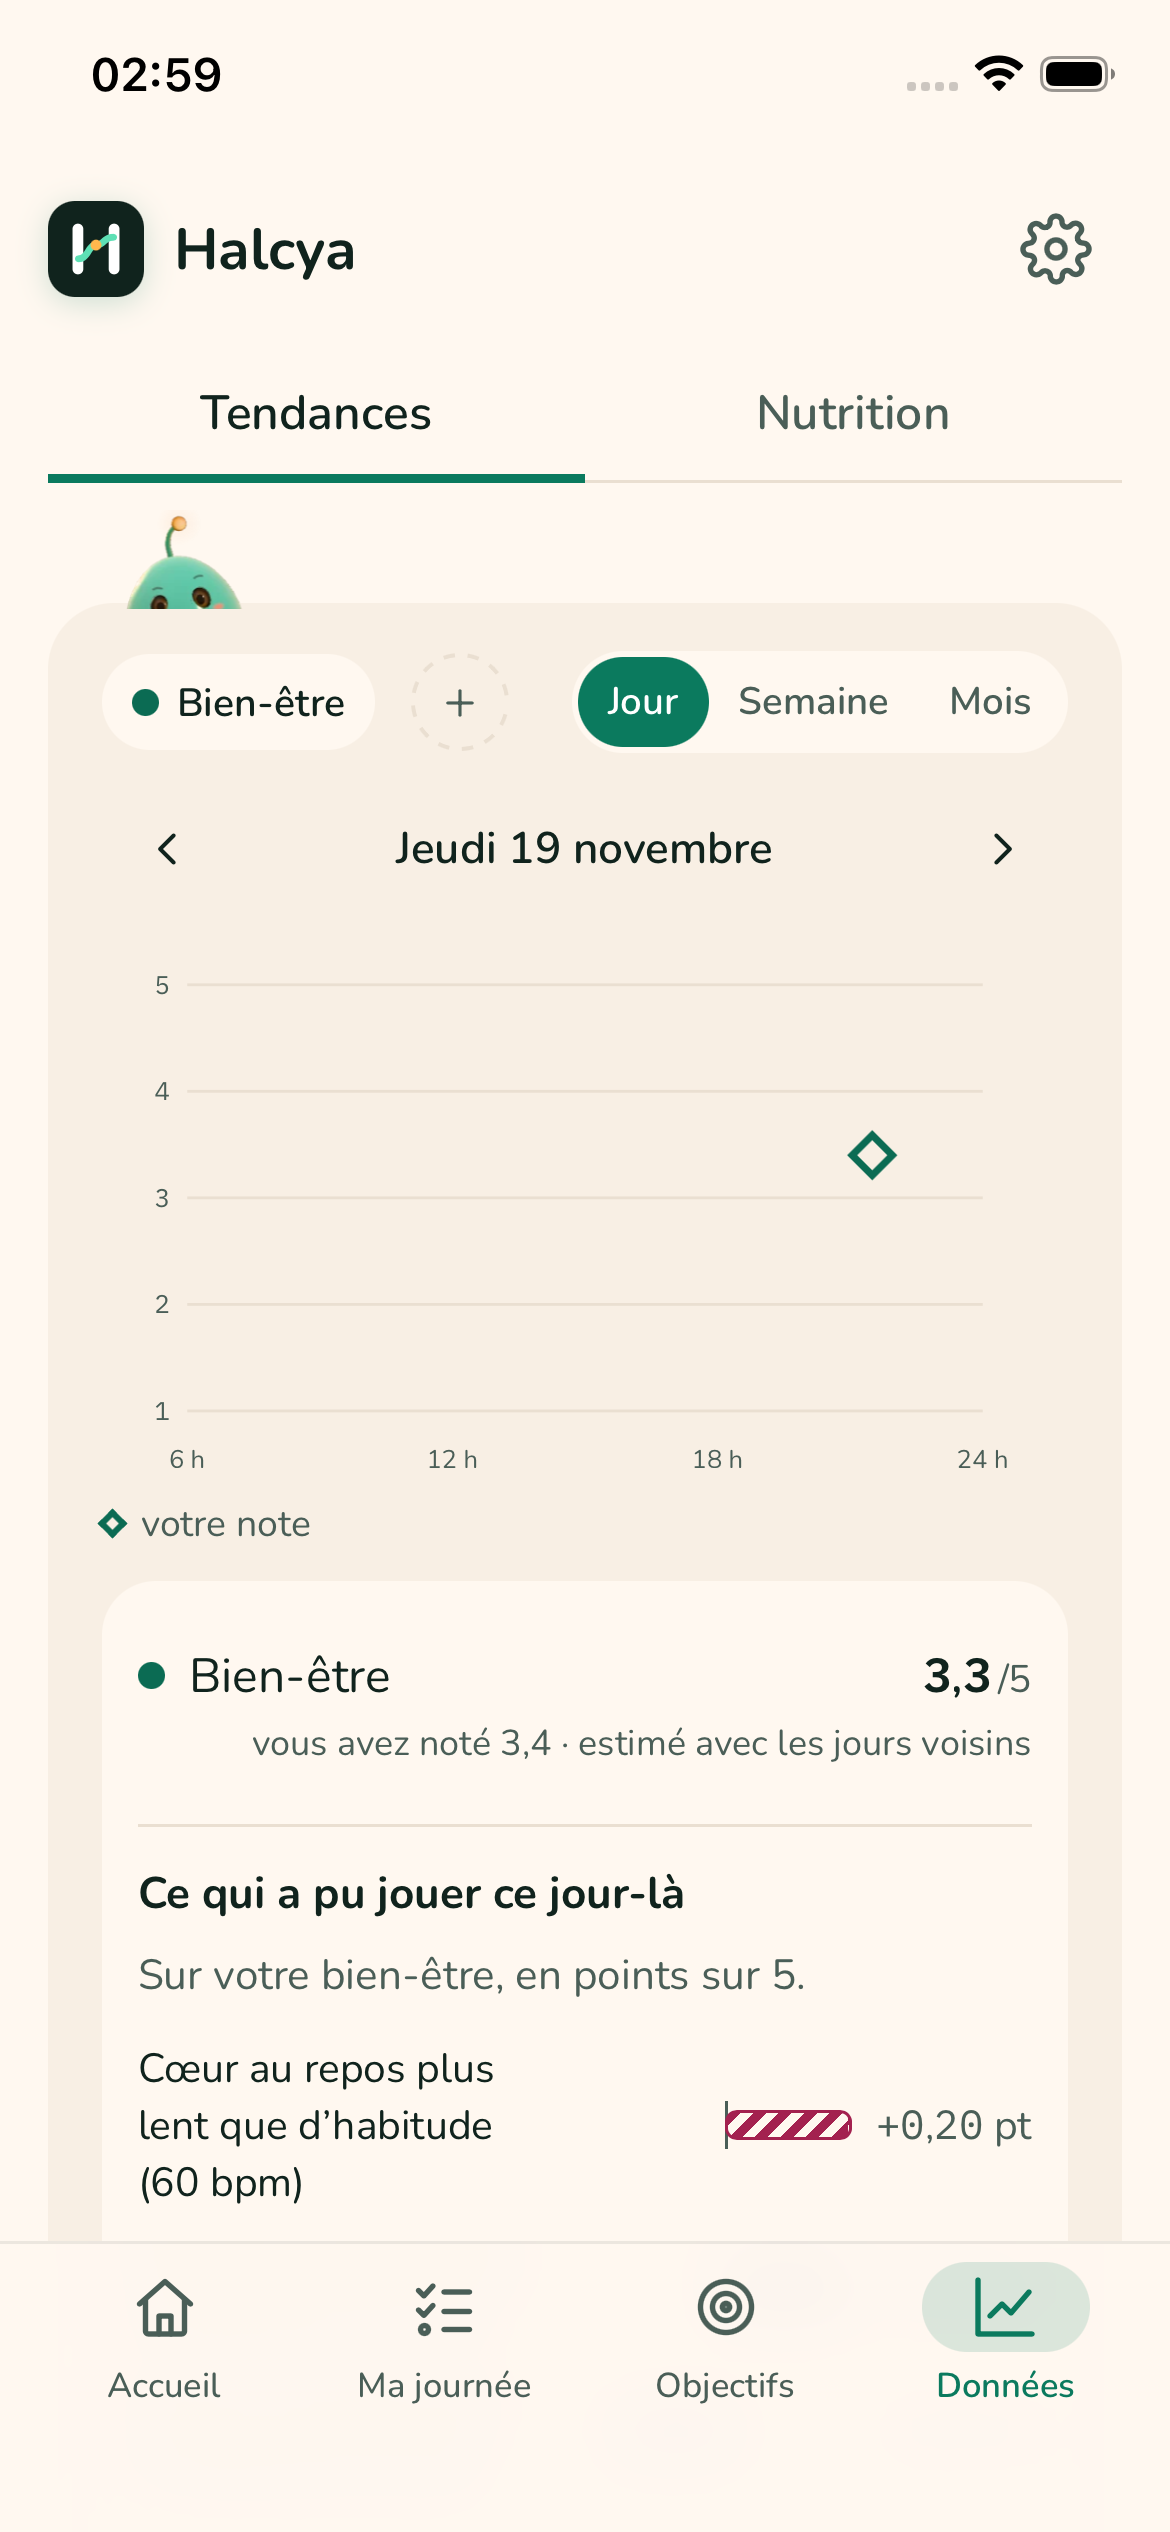 02:59
Halcya
Tendances
Nutrition
Bien-être
+
Jour
Semaine
Mois
Jeudi 19 novembre
5
4
3
2
1
6 h
12 h
18 h
24 h
votre note
Bien-être
3,3 /5
vous avez noté 3,4 · estimé avec les jours voisins
Ce qui a pu jouer ce jour-là
Sur votre bien-être, en points sur 5.
Cœur au repos plus
lent que d’habitude
(60 bpm)
+0,20 pt
Accueil
Ma journée
Objectifs
Données